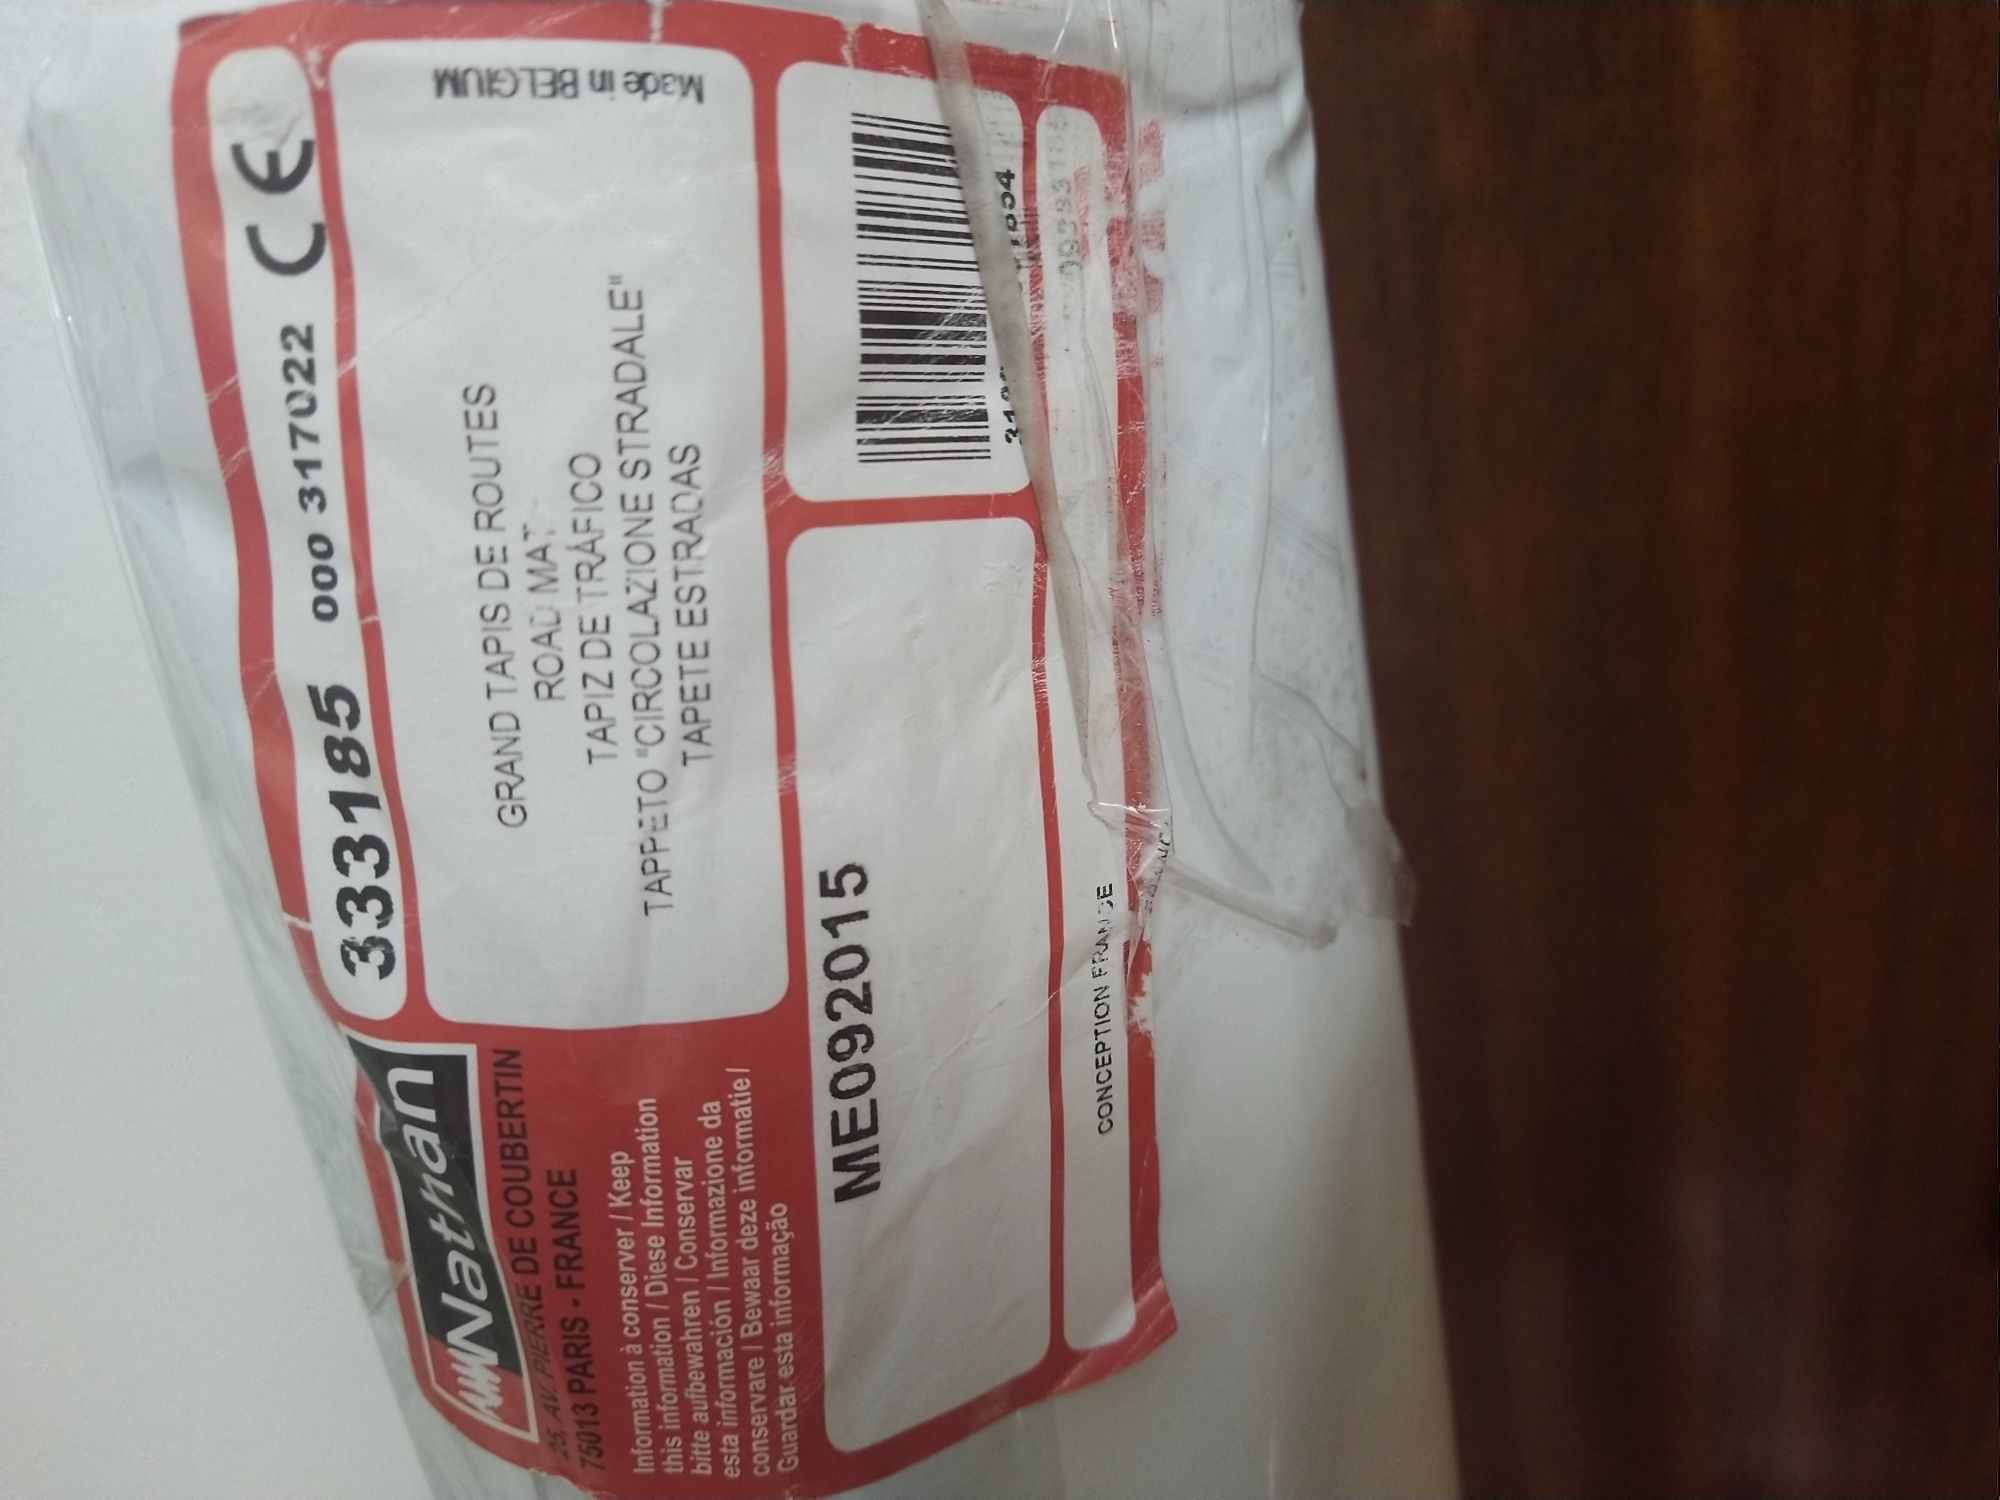 Nathan
25, AV. PIERRE DE COUBERTIN
75013 PARIS - FRANCE
Information à conserver / Keep
this information / Diese Information
bitte aufbewahren / Conservar
esta información / Informazione da
conservare / Bewaar deze informatie /
Guardar esta informação
333185 000 317022 CE
GRAND TAPIS DE ROUTES
ROAD MAT
TAPIZ DE TRÁFICO
TAPPETO "CIRCOLAZIONE STRADALE"
TAPETE ESTRADAS
Made in BELGIUM
ME092015
CONCEPTION FRANCE